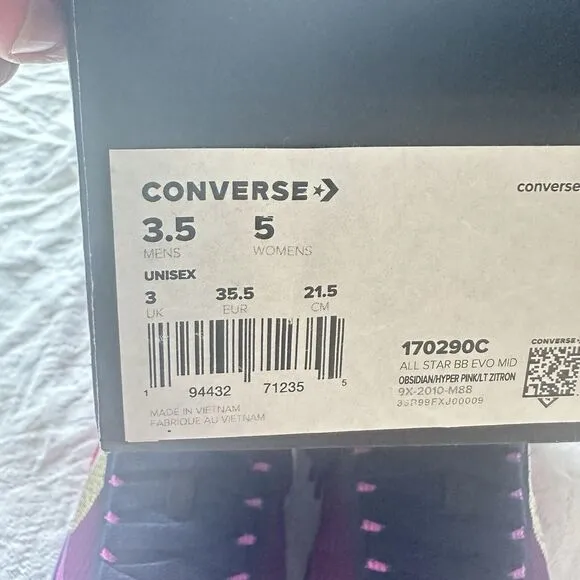 CONVERSE
converse
3.5 5
MENS WOMENS
UNISEX
3 35.5 21.5
UK EUR CM
1 94432 71235 5
MADE IN VIETNAM
FABRIQUE AU VIETNAM
170290C
ALL STAR BB EVO MID
OBSIDIAN/HYPER PINK/LT ZITRON
9X-2010-M88
CONVERSE